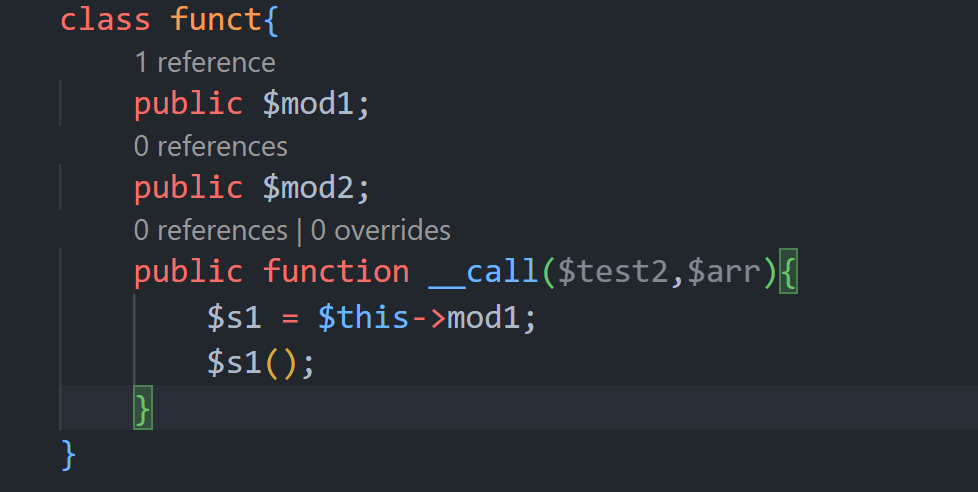 class funct{
1 reference
public $mod1;
0 references
public $mod2;
0 references | 0 overrides
public function __call($test2,$arr){
$s1 = $this->mod1;
$s1();
}
}